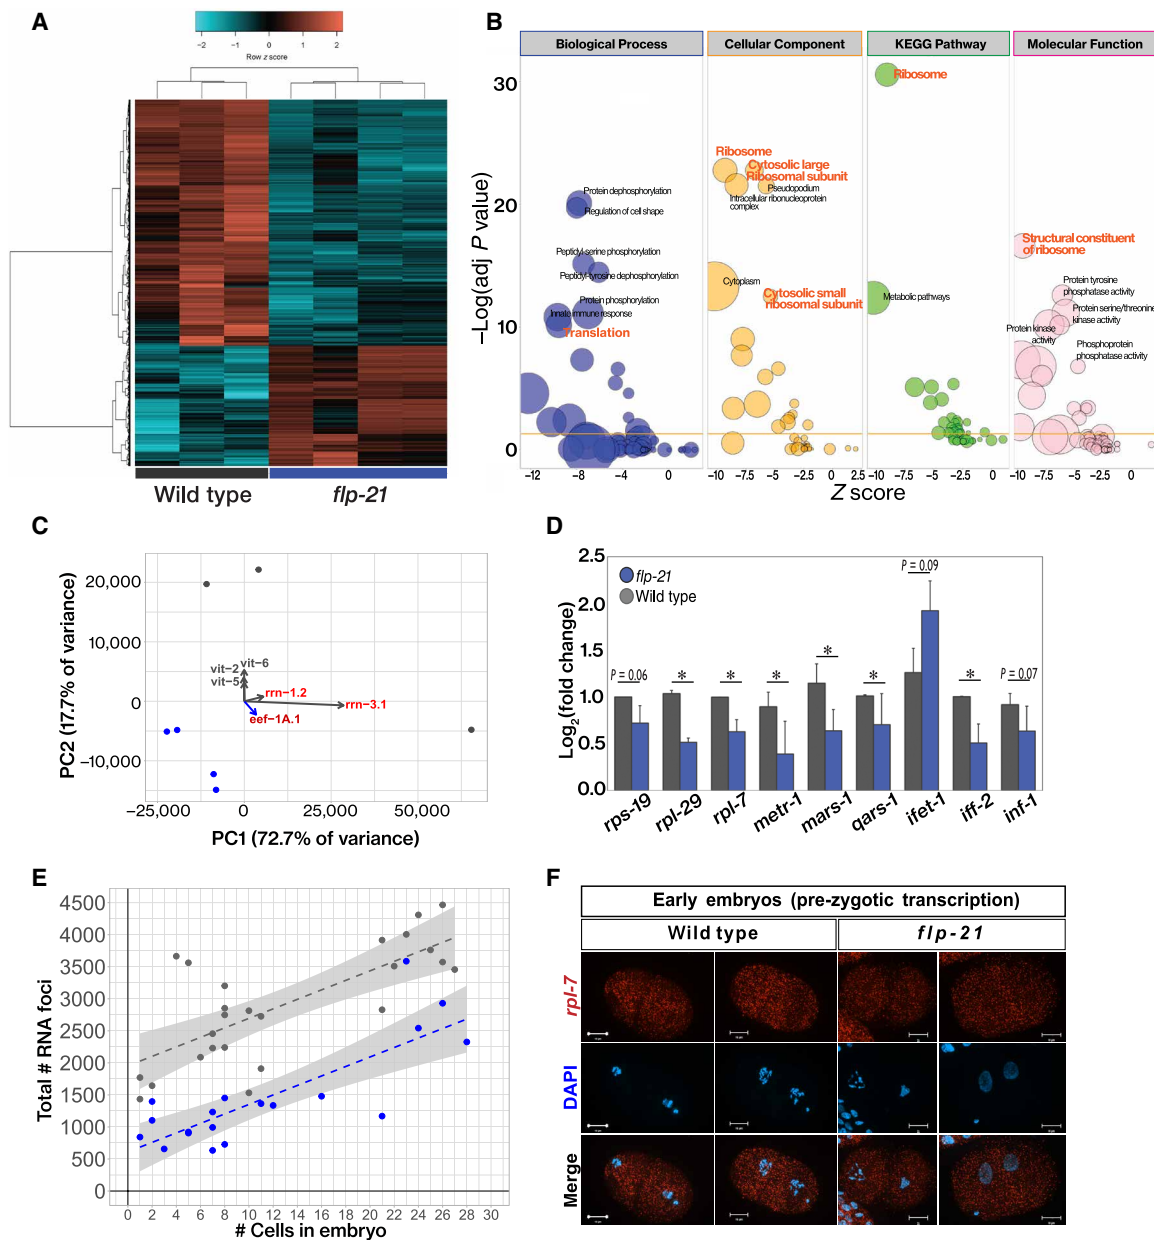 A
−2 −1 0 1 2
Row z score
Wild type
flp-21
B
Biological Process
Cellular Component
KEGG Pathway
Molecular Function
−Log(adj P value)
30
20
10
0
Ribosome
Ribosome
Cytosolic large
Ribosomal subunit
Pseudopodium
Intracellular ribonucleoprotein
complex
Protein dephosphorylation
Regulation of cell shape
Peptidyl-serine phosphorylation
Peptidyl-tyrosine dephosphorylation
Protein phosphorylation
Innate immune response
Translation
Cytoplasm
Cytosolic small
ribosomal subunit
Metabolic pathways
Structural constituent
of ribosome
Protein tyrosine
phosphatase activity
Protein serine/threonine
kinase activity
Protein kinase
activity
Phosphoprotein
phosphatase activity
−12 −8 −4 0
−10 −7.5 −5 −2.5 0 2.5
−10 −5 0
−10 −5 0
Z score
C
PC2 (17.7% of variance)
20,000
10,000
0
−10,000
vit−2
vit−6
vit−5
rrn−1.2
rrn−3.1
eef−1A.1
−25,000 0 25,000 50,000
PC1 (72.7% of variance)
D
Log2(fold change)
2.5
2.0
1.5
1.0
0.5
0.0
flp-21
Wild type
P = 0.06
*
*
*
*
*
P = 0.09
*
P = 0.07
rps-19
rpl-29
rpl-7
metr-1
mars-1
qars-1
ifet-1
iff-2
inf-1
E
Total # RNA foci
4500
4000
3500
3000
2500
2000
1500
1000
500
0
0 2 4 6 8 10 12 14 16 18 20 22 24 26 28 30
# Cells in embryo
F
Early embryos (pre-zygotic transcription)
Wild type
flp-21
rpl-7
DAPI
Merge